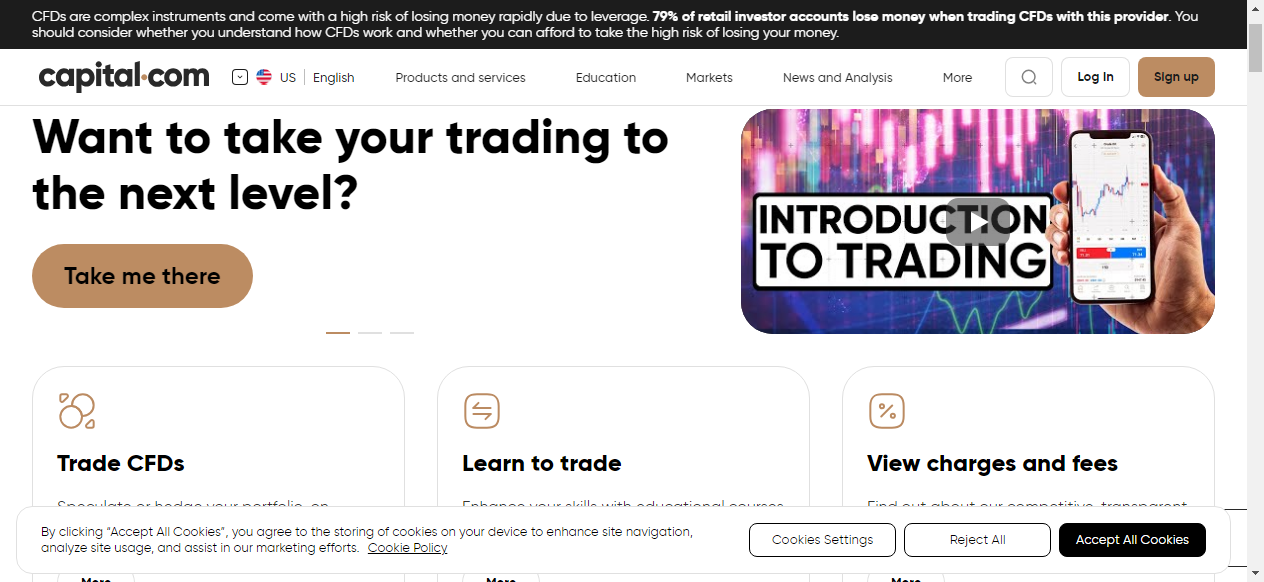 CFDs are complex instruments and come with a high risk of losing money rapidly due to leverage. 79% of retail investor accounts lose money when trading CFDs with this provider. You
should consider whether you understand how CFDs work and whether you can afford to take the high risk of losing your money.
capital.com US English Products and services Education Markets News and Analysis More Log In Sign up
Want to take your trading to
the next level?
Take me there
INTRODUCTION
TO TRADING
Trade CFDs Learn to trade View charges and fees
Speculate or hedge your portfolio, on Enhance your skills with educational courses Find out about our competitive, transparent
By clicking “Accept All Cookies”, you agree to the storing of cookies on your device to enhance site navigation,
analyze site usage, and assist in our marketing efforts. Cookie Policy
Cookies Settings Reject All Accept All Cookies
More More More